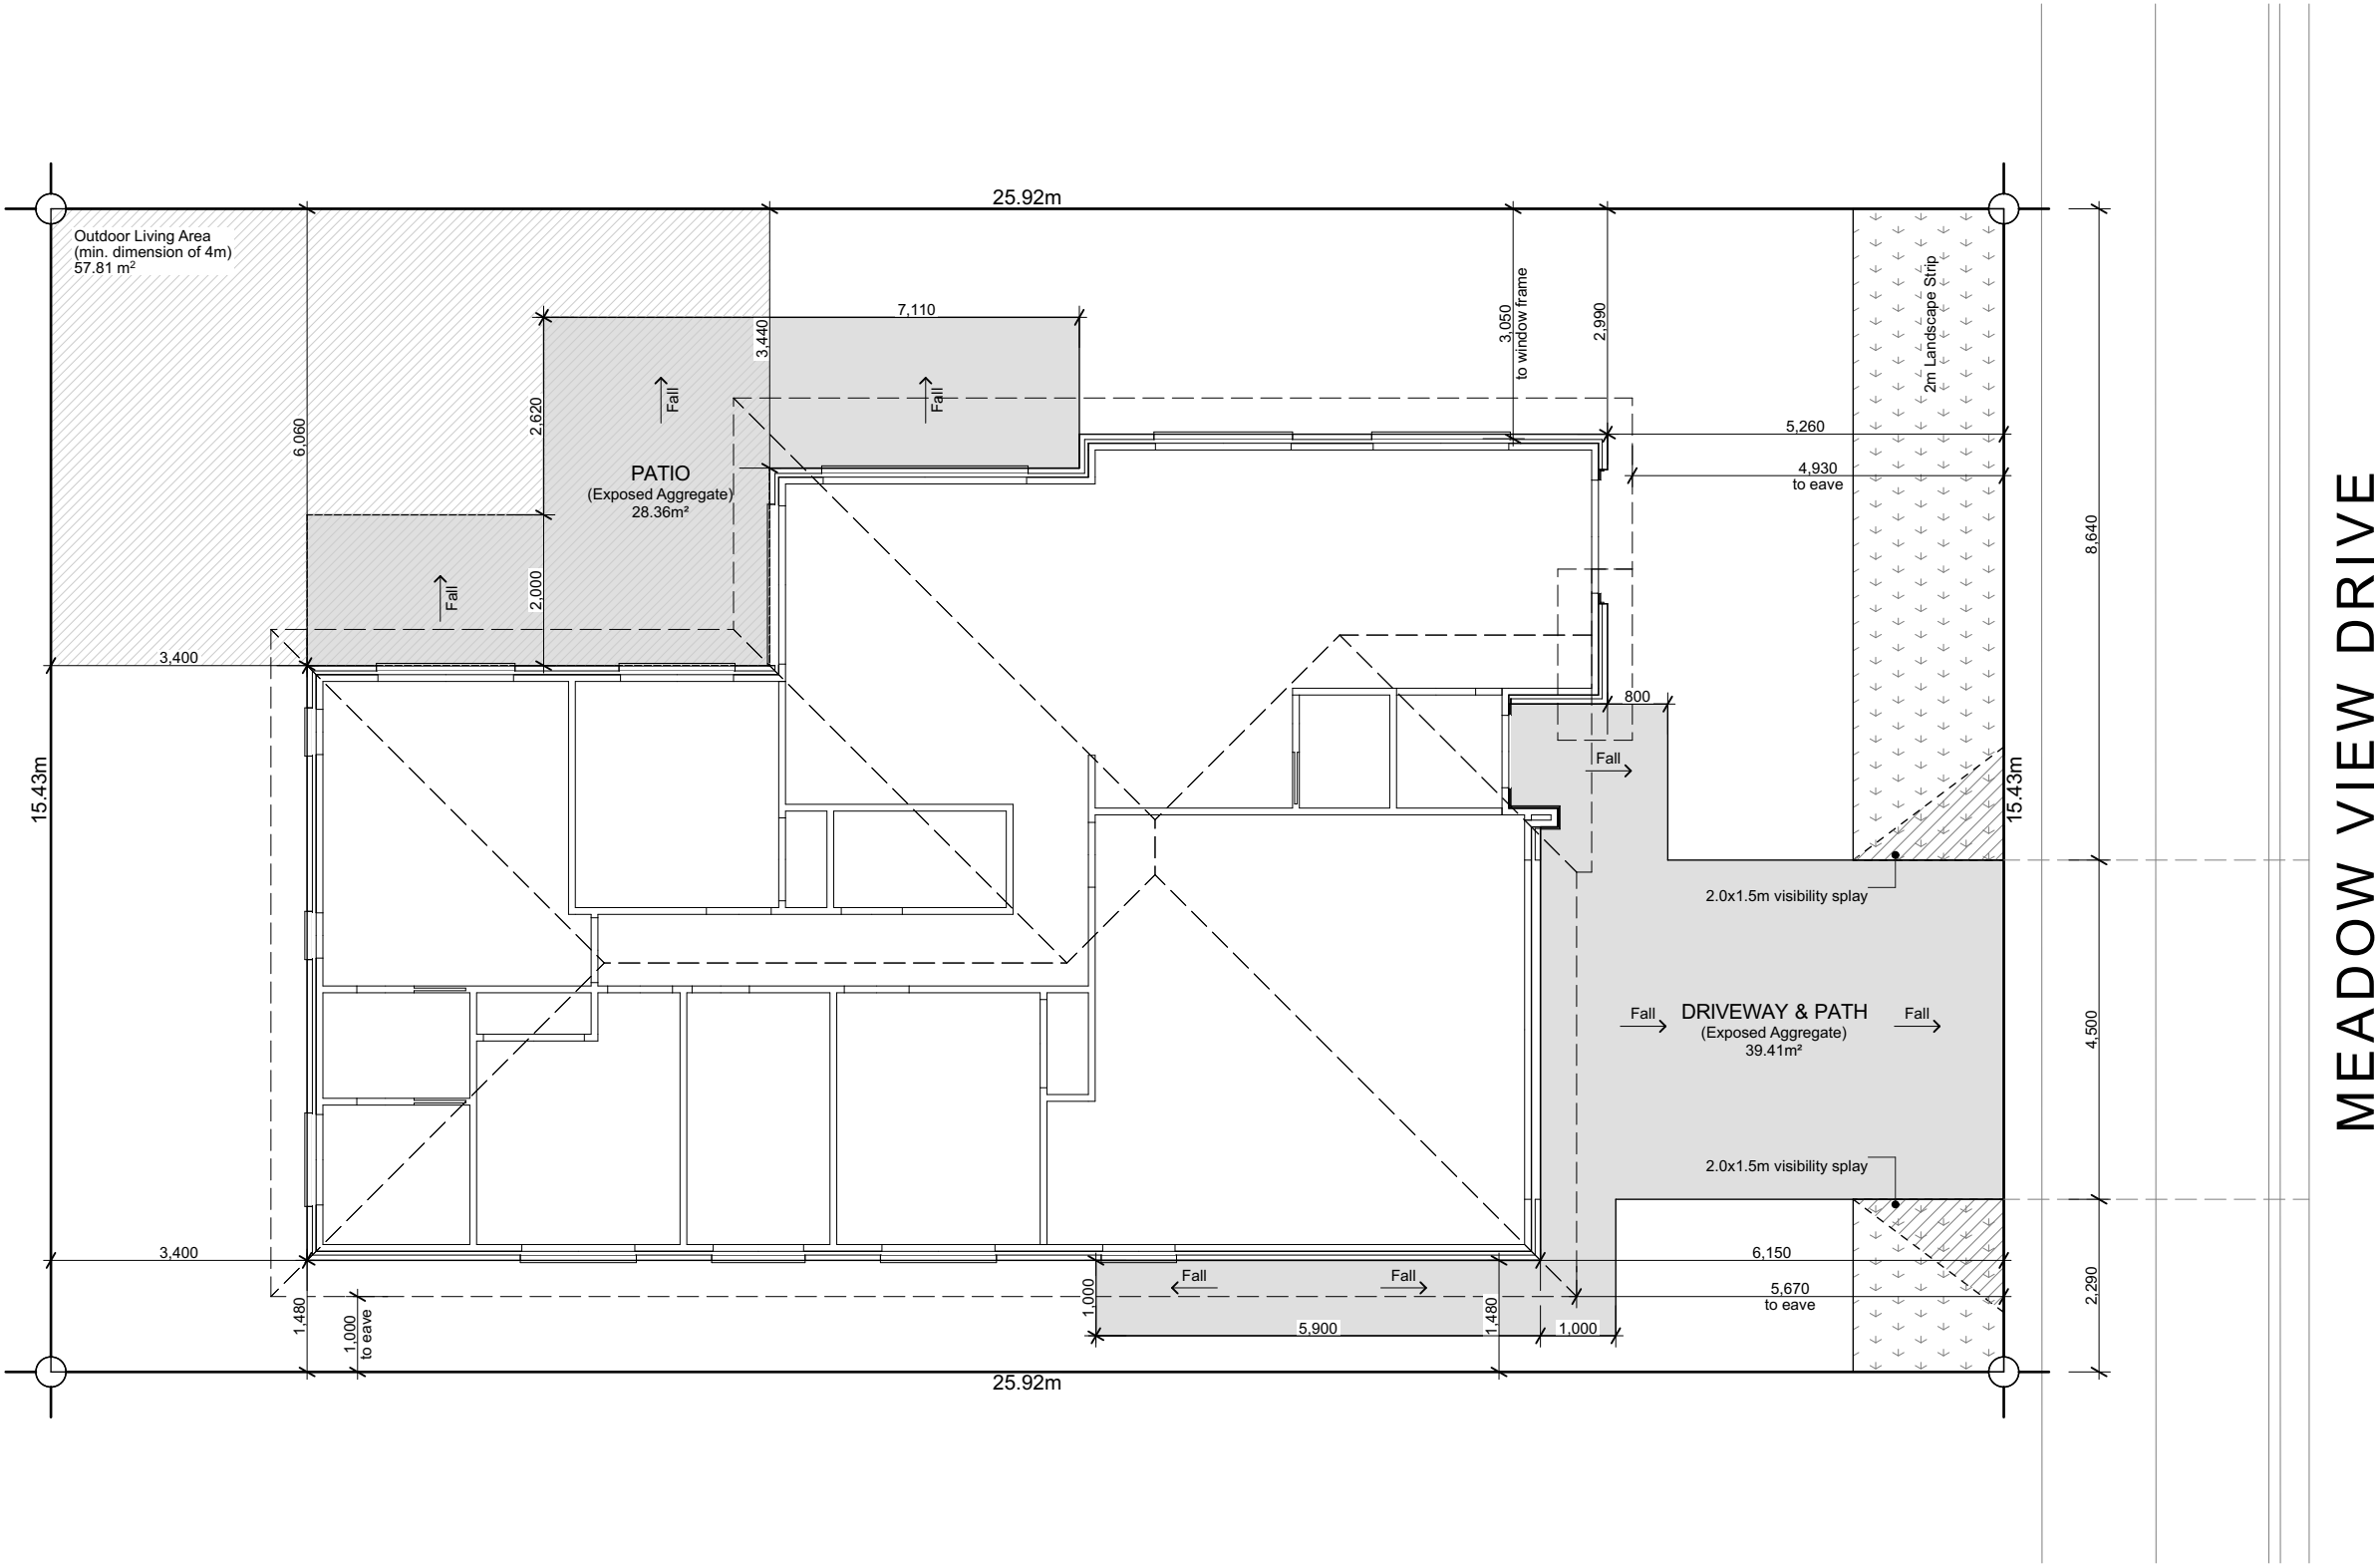 25.92m
Outdoor Living Area
(min. dimension of 4m)
57.81 m²
6,060
3,440
7,110
3,050
to window frame
2,990
2m Landscape Strip
Fall
Fall
2,620
5,260
4,930
to eave
PATIO
(Exposed Aggregate)
28.36m²
8,640
MEADOW VIEW DRIVE
Fall
2,000
3,400
800
Fall
15.43m
15.43m
2.0x1.5m visibility splay
Fall
DRIVEWAY & PATH
(Exposed Aggregate)
39.41m²
Fall
4,500
2.0x1.5m visibility splay
3,400
6,150
Fall
Fall
5,670
to eave
2,290
1,480
1,000
to eave
1,000
5,900
1,480
1,000
25.92m